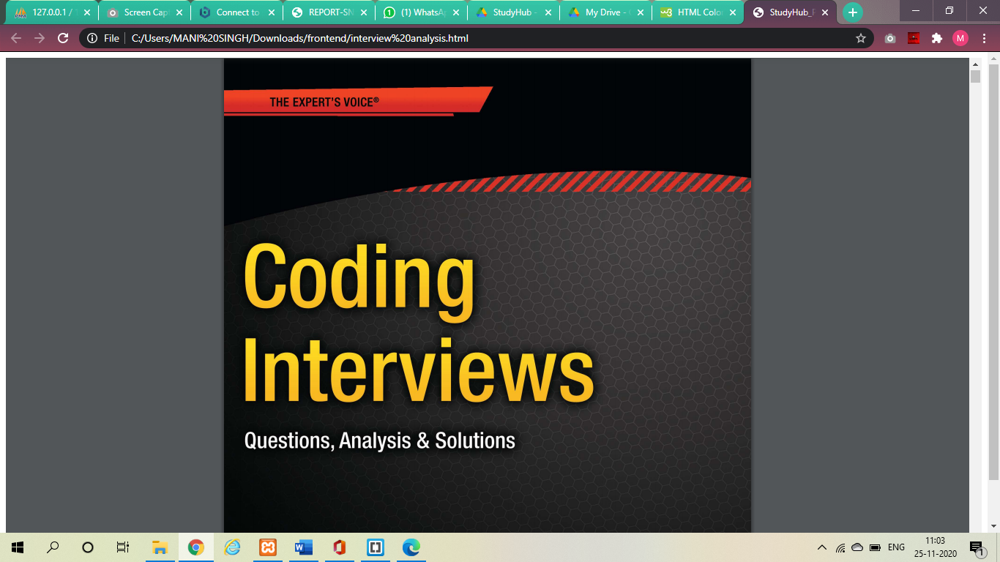 127.0.0.1 /
Screen Cap
Connect to
REPORT-SN
(1) WhatsAp
StudyHub -
My Drive -
HTML Colo
StudyHub_
File
C:/Users/MANI%20SINGH/Downloads/frontend/interview%20analysis.html
M
THE EXPERT'S VOICE®
Coding
Interviews
Questions, Analysis & Solutions
ENG
11:03
25-11-2020
1